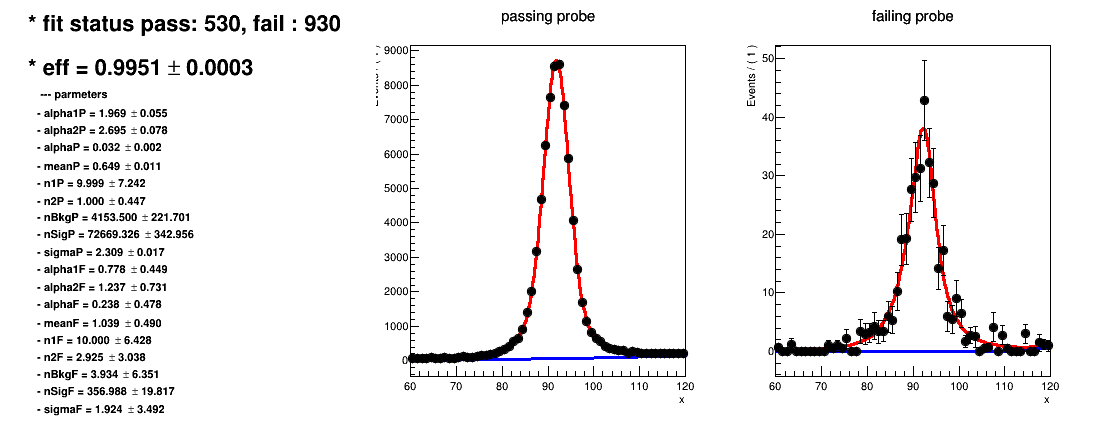 * fit status pass: 530, fail : 930
* eff = 0.9951 ± 0.0003
--- parmeters
- alpha1P = 1.969 ± 0.055
- alpha2P = 2.695 ± 0.078
- alphaP = 0.032 ± 0.002
- meanP = 0.649 ± 0.011
- n1P = 9.999 ± 7.242
- n2P = 1.000 ± 0.447
- nBkgP = 4153.500 ± 221.701
- nSigP = 72669.326 ± 342.956
- sigmaP = 2.309 ± 0.017
- alpha1F = 0.778 ± 0.449
- alpha2F = 1.237 ± 0.731
- alphaF = 0.238 ± 0.478
- meanF = 1.039 ± 0.490
- n1F = 10.000 ± 6.428
- n2F = 2.925 ± 3.038
- nBkgF = 3.934 ± 6.351
- nSigF = 356.988 ± 19.817
- sigmaF = 1.924 ± 3.492
passing probe
9000
8000
7000
6000
5000
4000
3000
2000
1000
0
60 70 80 90 100 110 120
x
failing probe
Events / ( 1 )
50
40
30
20
10
0
60 70 80 90 100 110 120
x